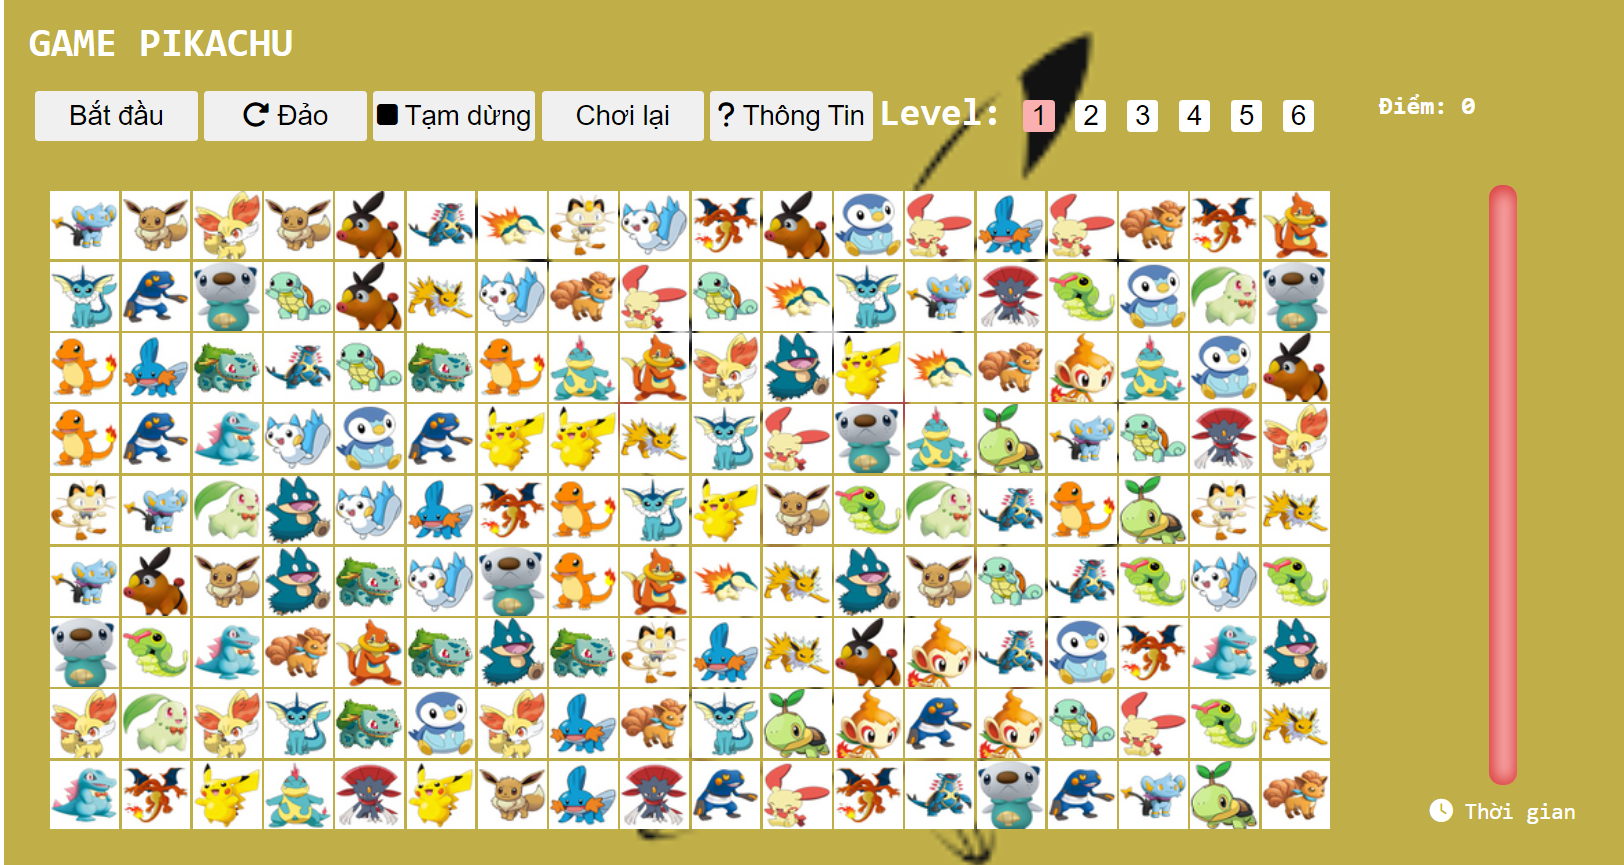 GAME PIKACHU
Bắt đầu Đảo Tạm dừng Chơi lại ? Thông Tin Level: 1 2 3 4 5 6 Điểm: 0
Thời gian